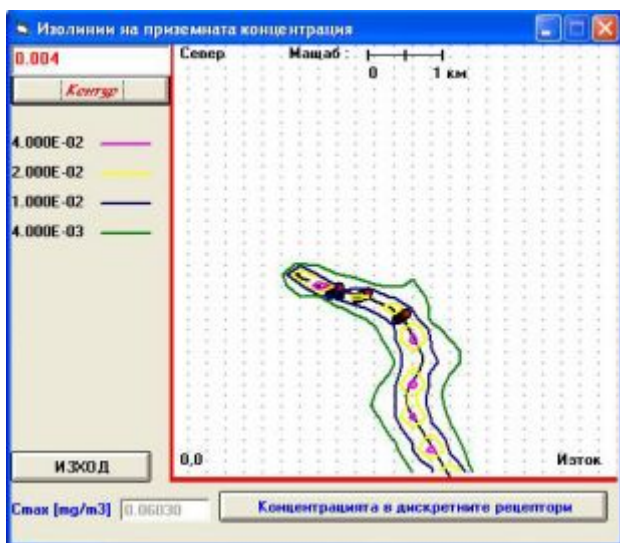 Изолинии на приземната концентрация
0.004
Контур
4.000E-02
2.000E-02
1.000E-02
4.000E-03
ИЗХОД
Север
Мащаб :
0 1 км
0,0
Изток
Cmax [mg/m3] 0.06030
Концентрацията в дискретните рецептори